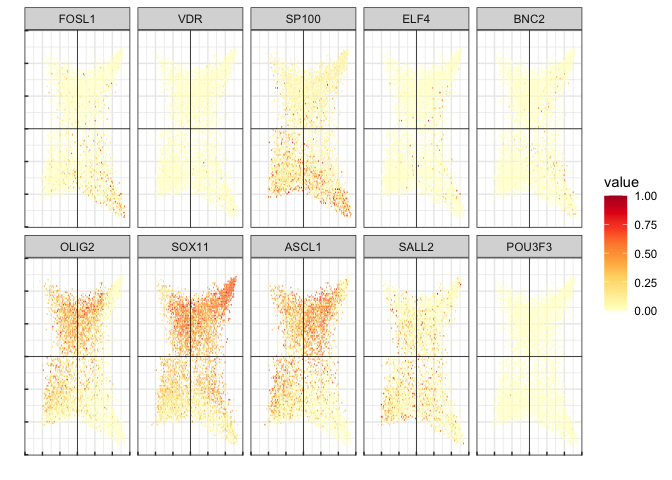 FOSL1 VDR SP100 ELF4 BNC2
value
1.00
0.75
0.50
0.25
0.00
OLIG2 SOX11 ASCL1 SALL2 POU3F3